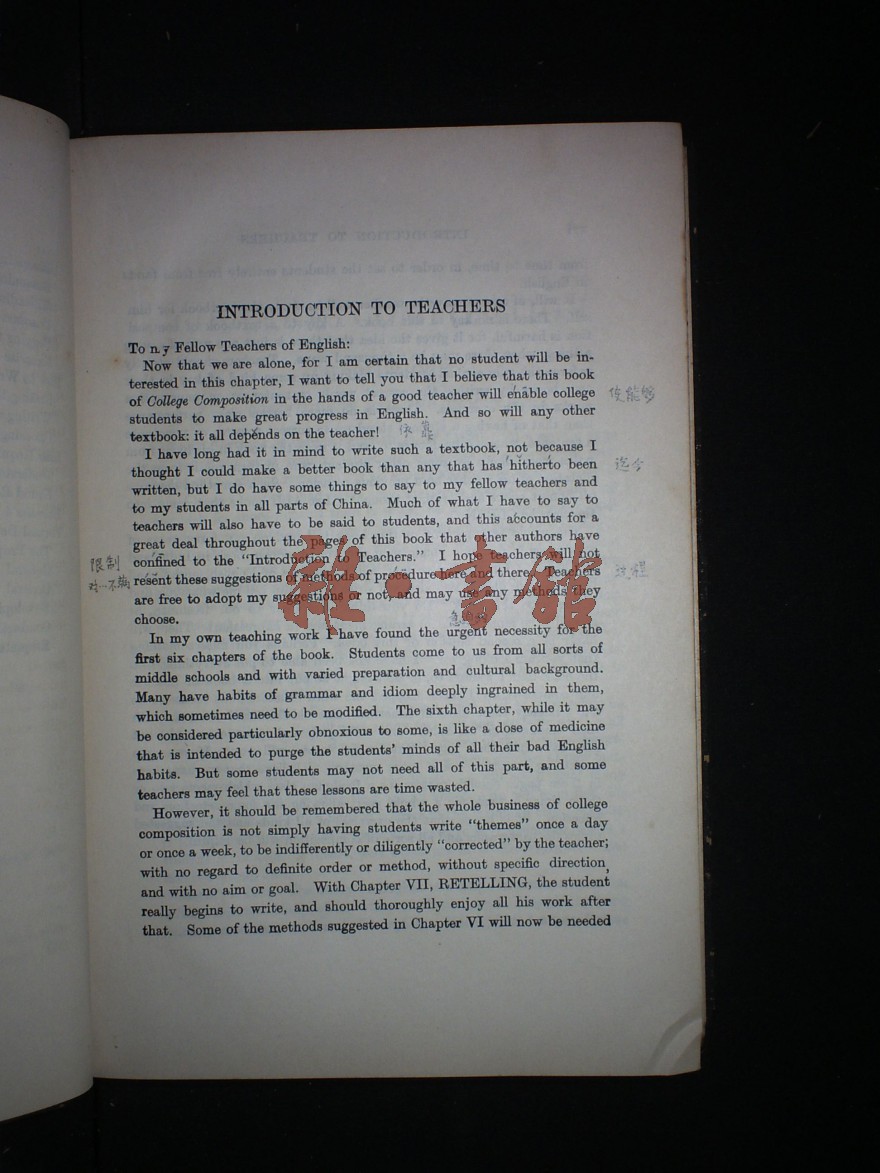 INTRODUCTION TO TEACHERS
To my Fellow Teachers of English:
Now that we are alone, for I am certain that no student will be in-
terested in this chapter, I want to tell you that I believe that this book
of College Composition in the hands of a good teacher will enable college 使能够
students to make great progress in English. And so will any other
textbook: it all depends on the teacher! 依靠
I have long had it in mind to write such a textbook, not because I
thought I could make a better book than any that has hitherto been 迄今
written, but I do have some things to say to my fellow teachers and
to my students in all parts of China. Much of what I have to say to
teachers will also have to be said to students, and this accounts for a
great deal throughout the pages of this book that other authors have
限制 confined to the "Introduction to Teachers." I hope teachers will not
resent these suggestions of methods of procedure here and there. Teachers
are free to adopt my suggestions or not, and may use any methods they
choose.
雜·書館
In my own teaching work I have found the urgent necessity for the
first six chapters of the book. Students come to us from all sorts of
middle schools and with varied preparation and cultural background.
Many have habits of grammar and idiom deeply ingrained in them,
which sometimes need to be modified. The sixth chapter, while it may
be considered particularly obnoxious to some, is like a dose of medicine
that is intended to purge the students' minds of all their bad English
habits. But some students may not need all of this part, and some
teachers may feel that these lessons are time wasted.
However, it should be remembered that the whole business of college
composition is not simply having students write "themes" once a day
or once a week, to be indifferently or diligently "corrected" by the teacher;
with no regard to definite order or method, without specific direction,
and with no aim or goal. With Chapter VII, RETELLING, the student
really begins to write, and should thoroughly enjoy all his work after
that. Some of the methods suggested in Chapter VI will now be needed